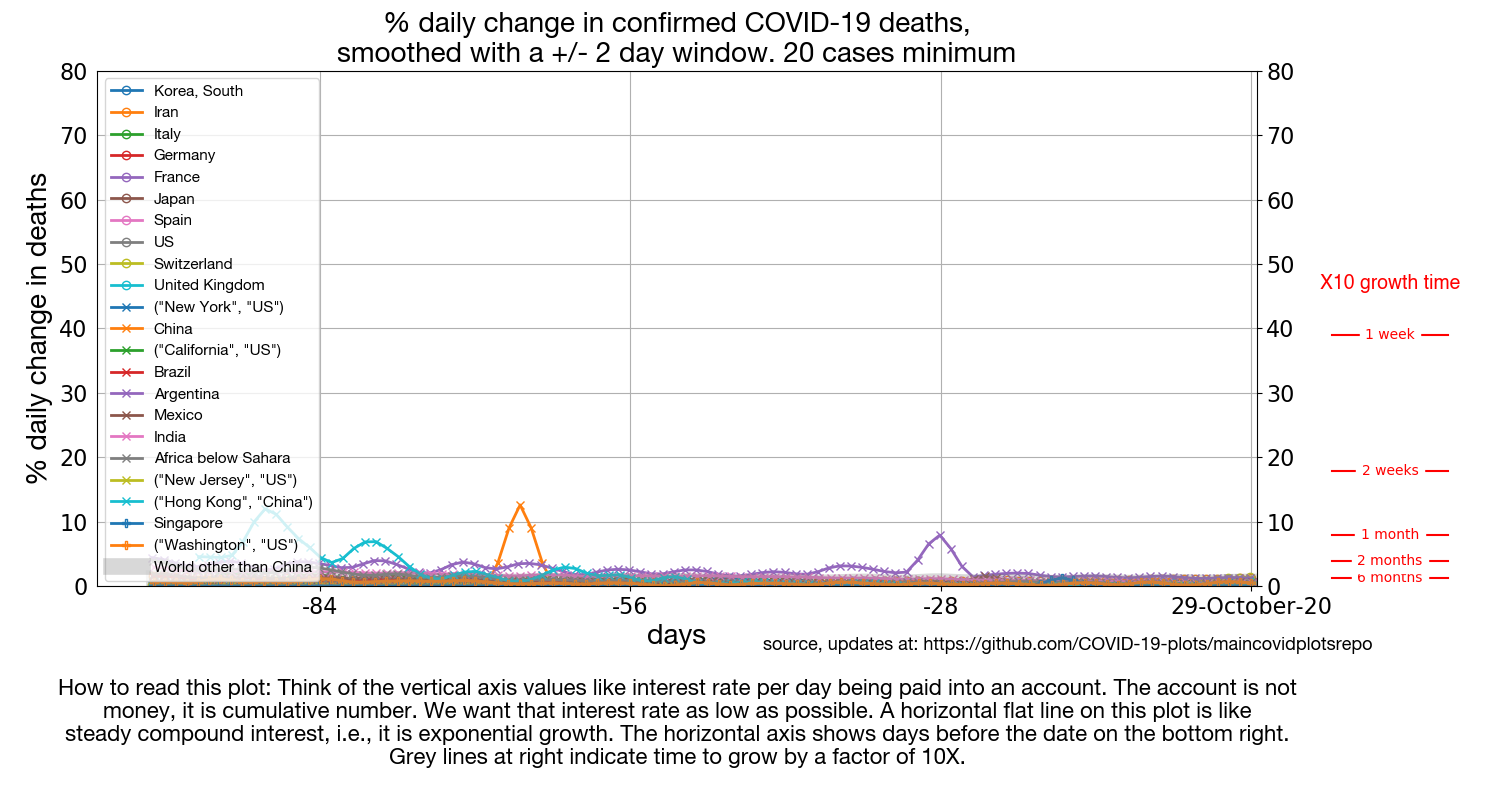 % daily change in confirmed COVID-19 deaths,
smoothed with a +/- 2 day window. 20 cases minimum
% daily change in deaths
80
70
60
50
40
30
20
10
0
Korea, South
Iran
Italy
Germany
France
Japan
Spain
US
Switzerland
United Kingdom
("New York", "US")
China
("California", "US")
Brazil
Argentina
Mexico
India
Africa below Sahara
("New Jersey", "US")
("Hong Kong", "China")
Singapore
("Washington", "US")
World other than China
80
70
60
50
40
30
20
10
0
X10 growth time
1 week
2 weeks
1 month
2 months
6 months
-84
-56
-28
29-October-20
days
source, updates at: https://github.com/COVID-19-plots/maincovidplotsrepo
How to read this plot: Think of the vertical axis values like interest rate per day being paid into an account. The account is not
money, it is cumulative number. We want that interest rate as low as possible. A horizontal flat line on this plot is like
steady compound interest, i.e., it is exponential growth. The horizontal axis shows days before the date on the bottom right.
Grey lines at right indicate time to grow by a factor of 10X.